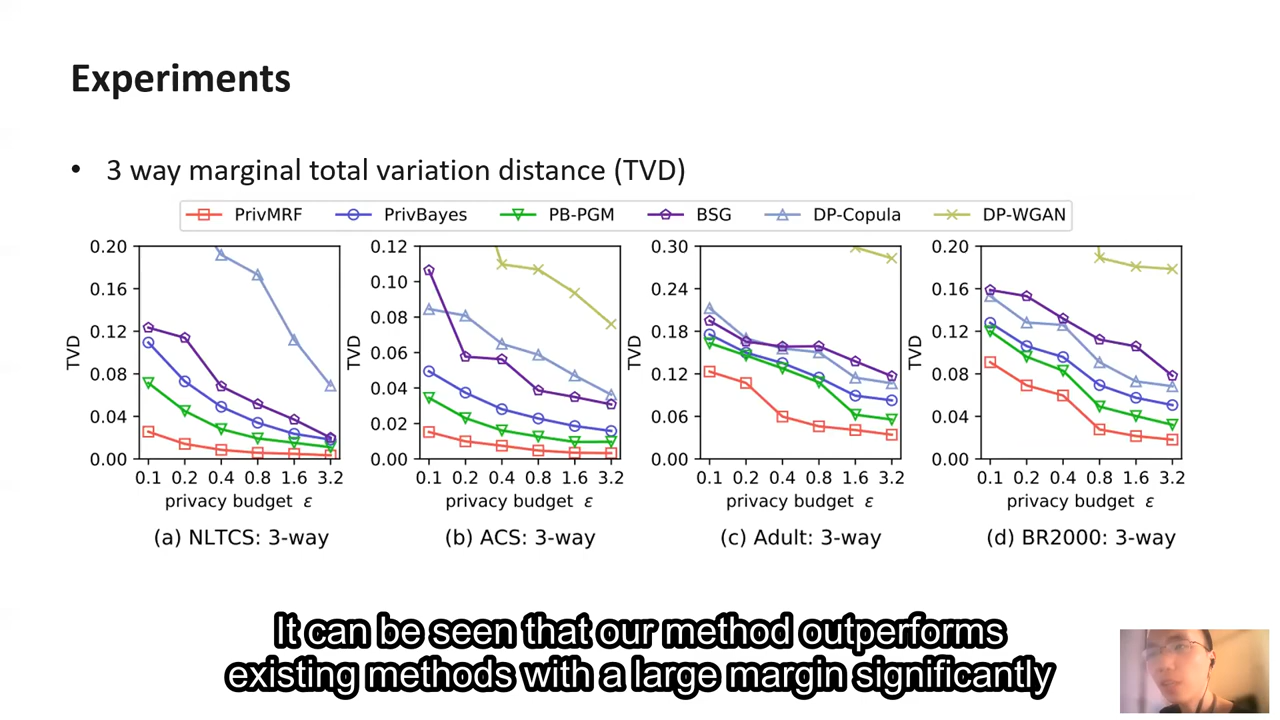 Experiments
• 3 way marginal total variation distance (TVD)
PrivMRF PrivBayes PB-PGM BSG DP-Copula DP-WGAN
0.20 0.16 0.12 0.08 0.04 0.00
TVD
0.1 0.2 0.4 0.8 1.6 3.2
privacy budget ε
(a) NLTCS: 3-way
0.12 0.10 0.08 0.06 0.04 0.02 0.00
TVD
0.1 0.2 0.4 0.8 1.6 3.2
privacy budget ε
(b) ACS: 3-way
0.30 0.24 0.18 0.12 0.06 0.00
TVD
0.1 0.2 0.4 0.8 1.6 3.2
privacy budget ε
(c) Adult: 3-way
0.20 0.16 0.12 0.08 0.04 0.00
TVD
0.1 0.2 0.4 0.8 1.6 3.2
privacy budget ε
(d) BR2000: 3-way
It can be seen that our method outperforms
existing methods with a large margin significantly